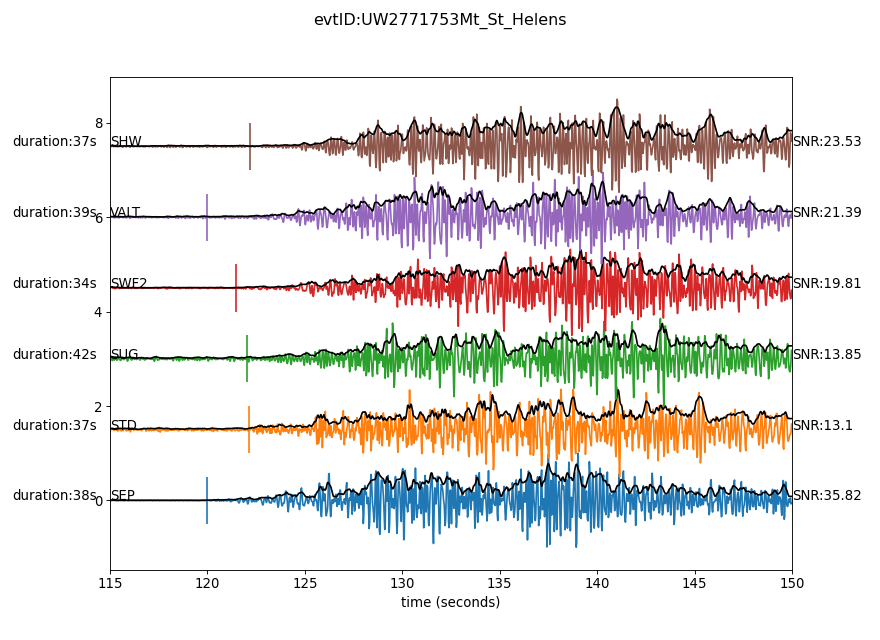 evtID:UW2771753Mt_St_Helens
8
duration:37s SHW SNR:23.53
duration:39s VALT SNR:21.39
6
duration:34s SWF2 SNR:19.81
4
duration:42s SUG SNR:13.85
2
duration:37s STD SNR:13.1
duration:38s SEP SNR:35.82
0
115 120 125 130 135 140 145 150
time (seconds)